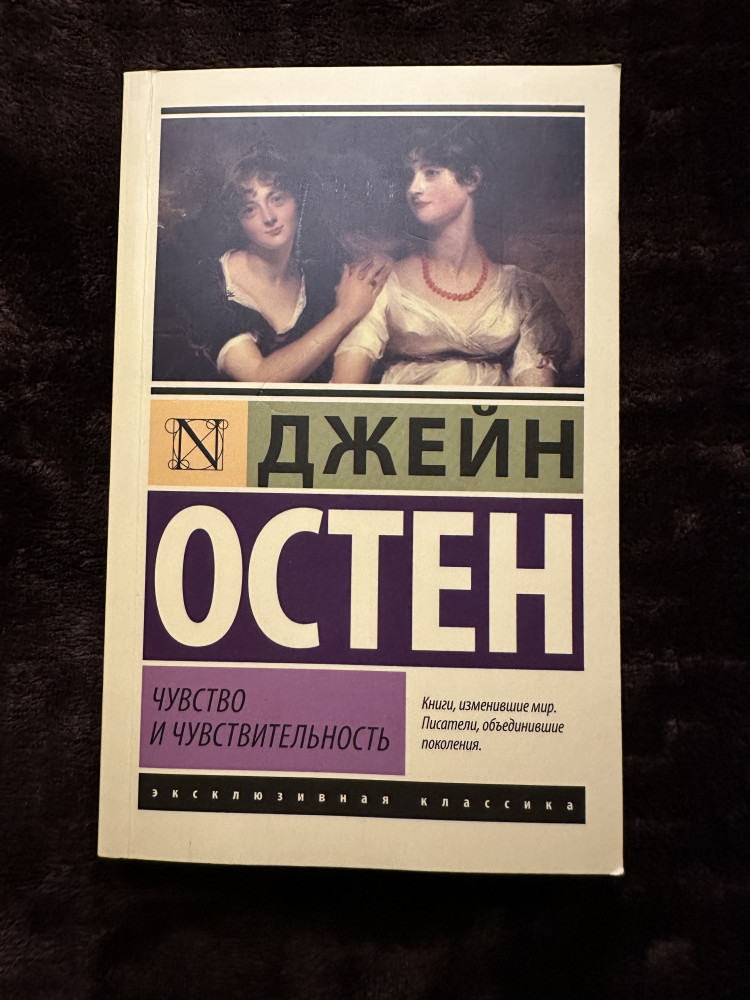 N ДЖЕЙН
ОСТЕН
ЧУВСТВО
И ЧУВСТВИТЕЛЬНОСТЬ
Книги, изменившие мир.
Писатели, объединившие
поколения.
эксклюзивная классика